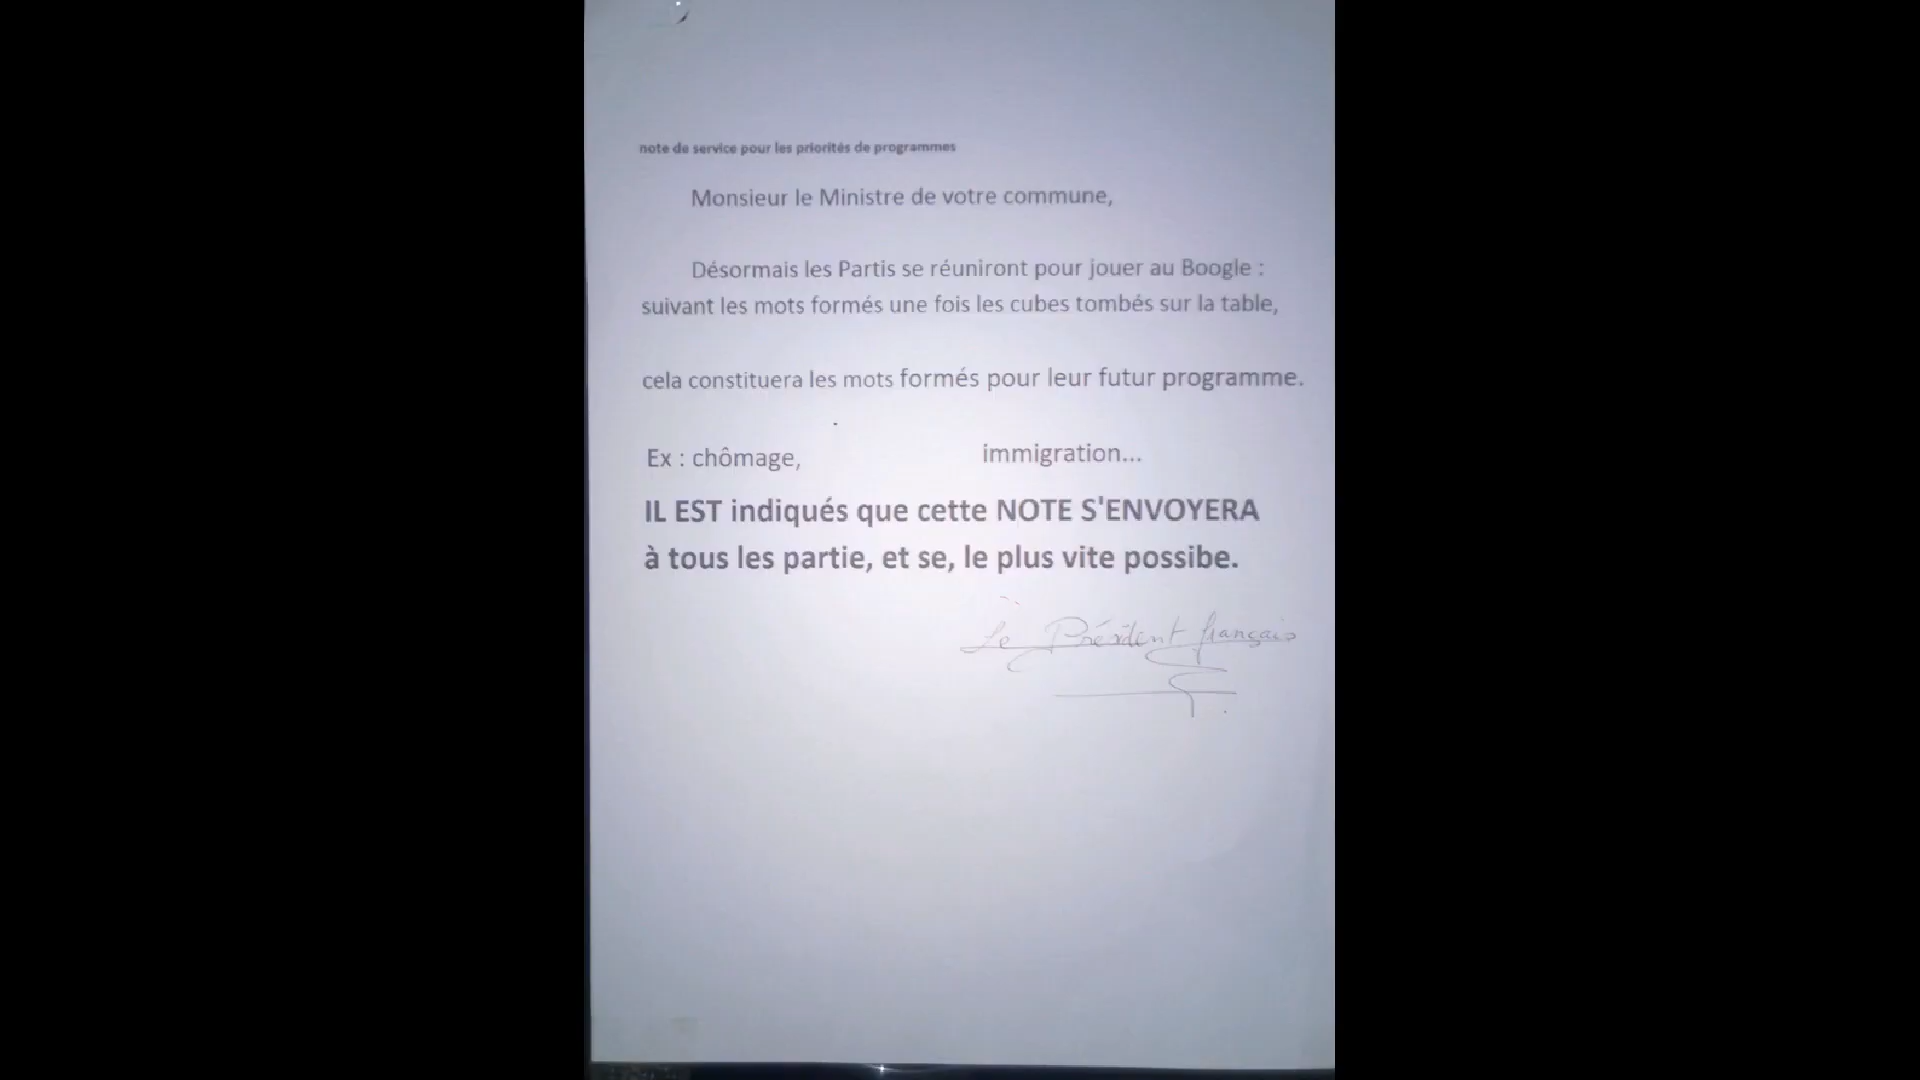 note de service pour les priorités de programmes
Monsieur le Ministre de votre commune,
Désormais les Partis se réuniront pour jouer au Boogle :
suivant les mots formés une fois les cubes tombés sur la table,
cela constituera les mots formés pour leur futur programme.
Ex : chômage, immigration...
IL EST indiqués que cette NOTE S'ENVOYERA
à tous les partie, et se, le plus vite possibe.
Le Président français